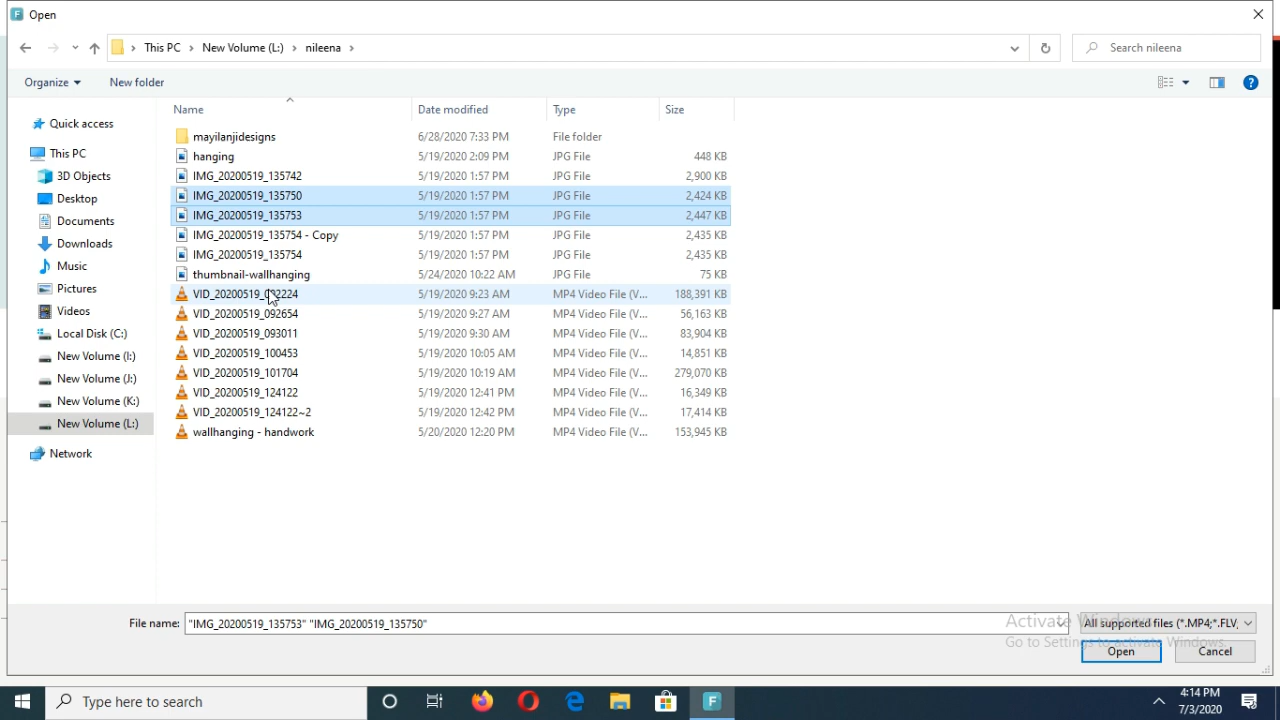 Open
This PC > New Volume (L:) > nileena >
Search nileena
Organize
New folder
Name Date modified Type Size
Quick access
This PC
3D Objects
Desktop
Documents
Downloads
Music
Pictures
Videos
Local Disk (C:)
New Volume (I:)
New Volume (J:)
New Volume (K:)
New Volume (L:)
Network
mayilanjidesigns 6/28/2020 7:33 PM File folder
hanging 5/19/2020 2:09 PM JPG File 448 KB
IMG_20200519_135742 5/19/2020 1:57 PM JPG File 2,900 KB
IMG_20200519_135750 5/19/2020 1:57 PM JPG File 2,424 KB
IMG_20200519_135753 5/19/2020 1:57 PM JPG File 2,447 KB
IMG_20200519_135754 - Copy 5/19/2020 1:57 PM JPG File 2,435 KB
IMG_20200519_135754 5/19/2020 1:57 PM JPG File 2,435 KB
thumbnail-wallhanging 5/24/2020 10:22 AM JPG File 75 KB
VID_20200519_092224 5/19/2020 9:23 AM MP4 Video File (V... 188,391 KB
VID_20200519_092654 5/19/2020 9:27 AM MP4 Video File (V... 56,163 KB
VID_20200519_093011 5/19/2020 9:30 AM MP4 Video File (V... 83,904 KB
VID_20200519_100453 5/19/2020 10:05 AM MP4 Video File (V... 14,851 KB
VID_20200519_101704 5/19/2020 10:19 AM MP4 Video File (V... 279,070 KB
VID_20200519_124122 5/19/2020 12:41 PM MP4 Video File (V... 16,349 KB
VID_20200519_124122~2 5/19/2020 12:42 PM MP4 Video File (V... 17,414 KB
wallhanging - handwork 5/20/2020 12:20 PM MP4 Video File (V... 153,945 KB
File name: "IMG_20200519_135753" "IMG_20200519_135750"
All supported files (*.MP4;*.FLV,
Activate Windows
Go to Settings to activate Windows.
Open
Cancel
Type here to search
4:14 PM
7/3/2020